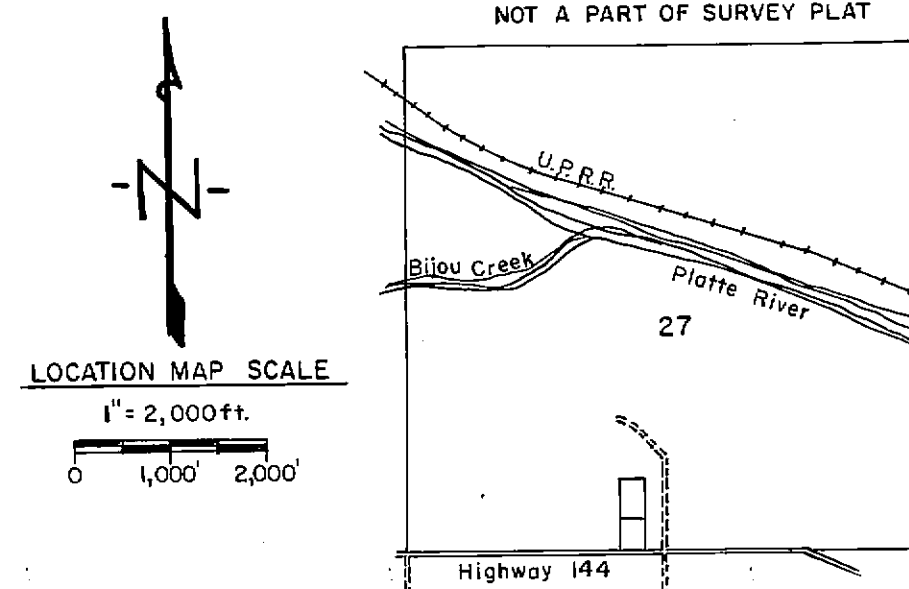 NOT A PART OF SURVEY PLAT
N
U.P.R.R.
Bijou Creek
Platte River
27
LOCATION MAP SCALE
1" = 2,000 ft.
0 1,000' 2,000'
Highway 144